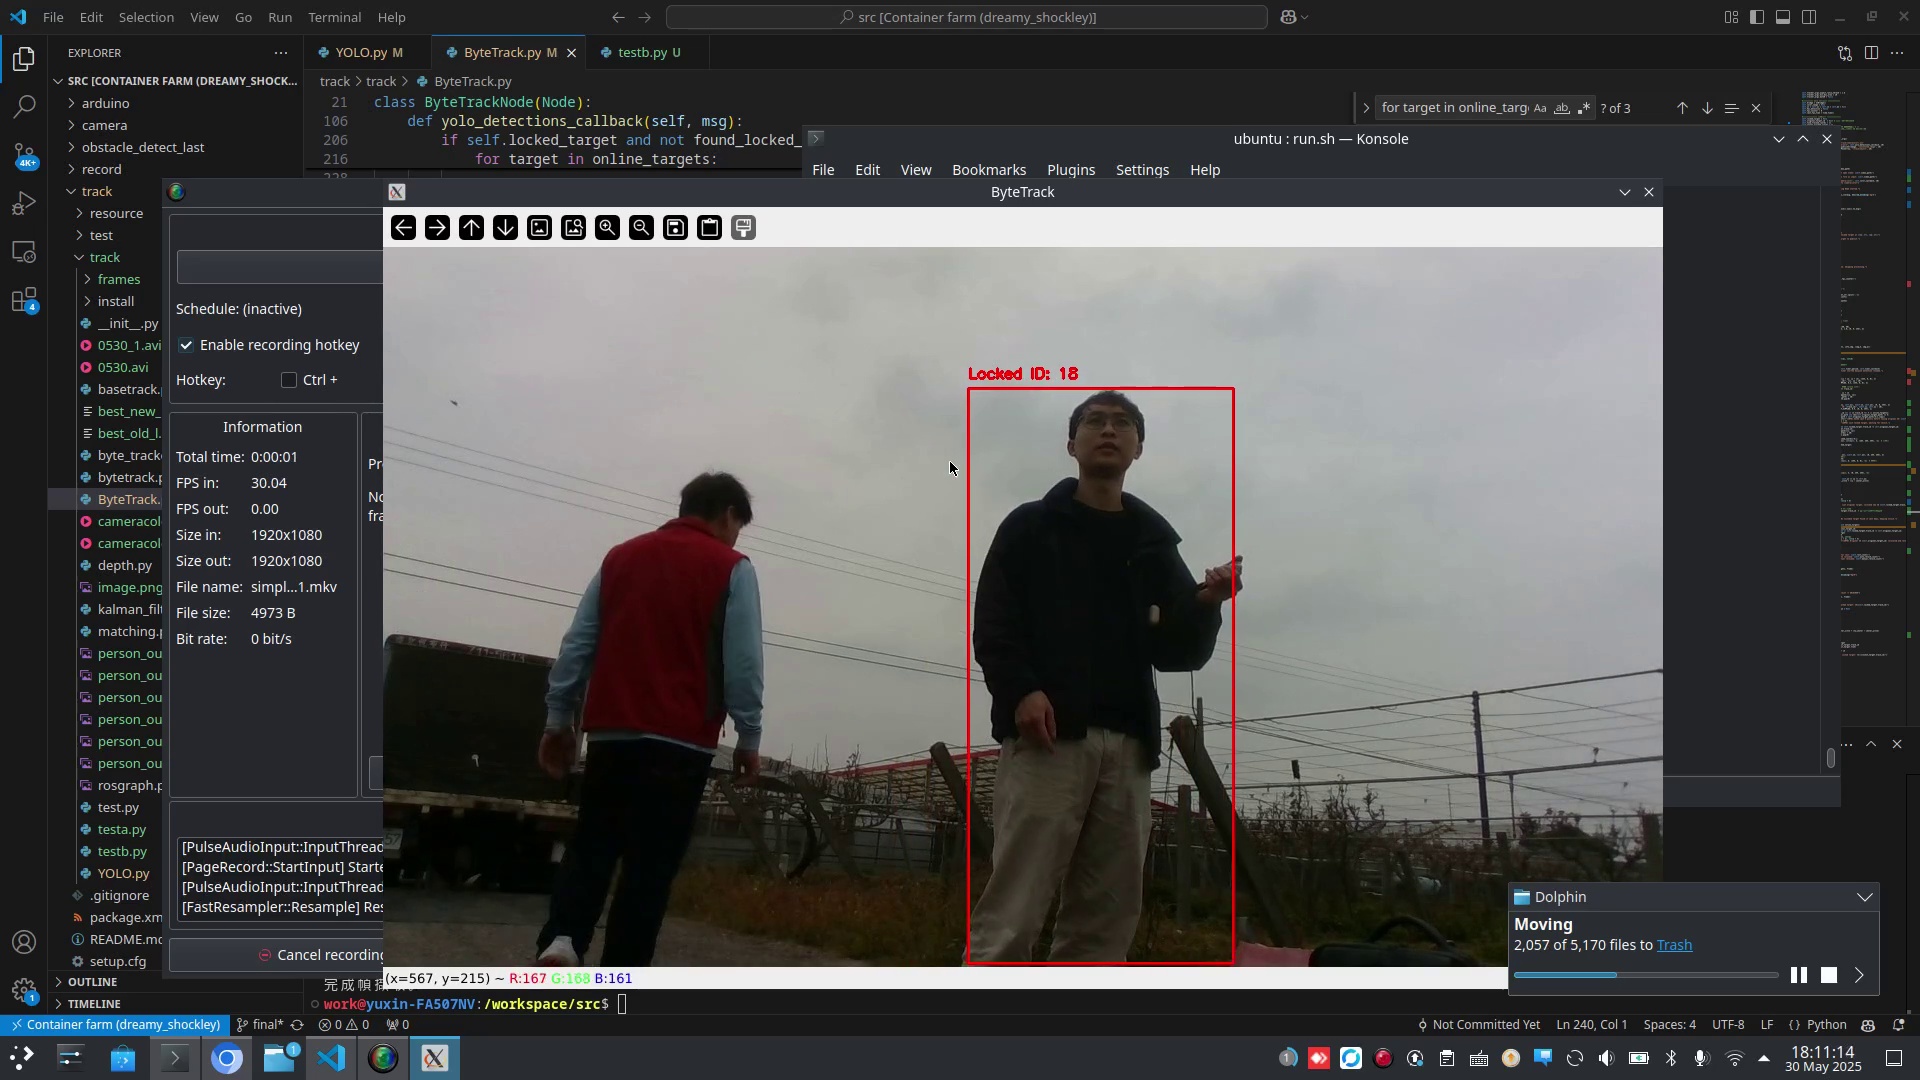 File Edit Selection View Go Run Terminal Help
src [Container farm (dreamy_shockley)]
EXPLORER
YOLO.py M
ByteTrack.py M
testb.py U
SRC [CONTAINER FARM (DREAMY_SHOCK...
track > track > ByteTrack.py
arduino
camera
obstacle_detect_last
record
track
resource
test
track
frames
install
__init__.py
0530_1.avi
0530.avi
basetrack.
best_new_
best_old_l.
byte_track
bytetrack.p
ByteTrack.
cameracol
cameracol
depth.py
image.png
kalman_filt
matching.p
person_ou
person_ou
person_ou
person_ou
person_ou
person_ou
rosgraph.p
test.py
testa.py
testb.py
YOLO.py
.gitignore
package.xm
README.md
setup.cfg
OUTLINE
TIMELINE
4K+
4
1
21 class ByteTrackNode(Node):
106 def yolo_detections_callback(self, msg):
206 if self.locked_target and not found_locked_
216 for target in online_targets:
for target in online_targ
Aa ab
? of 3
ubuntu : run.sh — Konsole
File Edit View Bookmarks Plugins Settings Help
ByteTrack
Schedule: (inactive)
Enable recording hotkey
Hotkey: Ctrl +
Information
Total time: 0:00:01
FPS in: 30.04
FPS out: 0.00
Size in: 1920x1080
Size out: 1920x1080
File name: simpl...1.mkv
File size: 4973 B
Bit rate: 0 bit/s
Pr
No
fra
[PulseAudioInput::InputThread
[PageRecord::StartInput] Starte
[PulseAudioInput::InputThread
[FastResampler::Resample] Res
Cancel recording
Locked ID: 18
(x=567, y=215) ~ R:167 G:168 B:161
Dolphin
Moving
2,057 of 5,170 files to Trash
work@yuxin-FA507NV:/workspace/src$
Container farm (dreamy_shockley) final* 0 0 0
Not Committed Yet Ln 240, Col 1 Spaces: 4 UTF-8 LF Python
1
1
18:11:14
30 May 2025